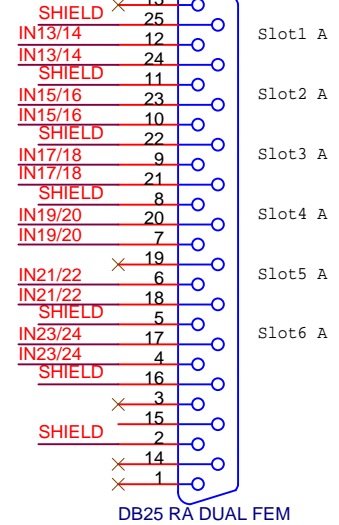 13
SHIELD 25
IN13/14 12 Slot1 A
24
SHIELD 11
IN15/16 23 Slot2 A
IN15/16 10
SHIELD 22
IN17/18 9 Slot3 A
IN17/18 21
SHIELD 8
IN19/20 20 Slot4 A
IN19/20 7
19
IN21/22 6 Slot5 A
IN21/22 18
SHIELD 5
IN23/24 17 Slot6 A
IN23/24 4
SHIELD 16
3
15
SHIELD 2
14
1
DB25 RA DUAL FEM